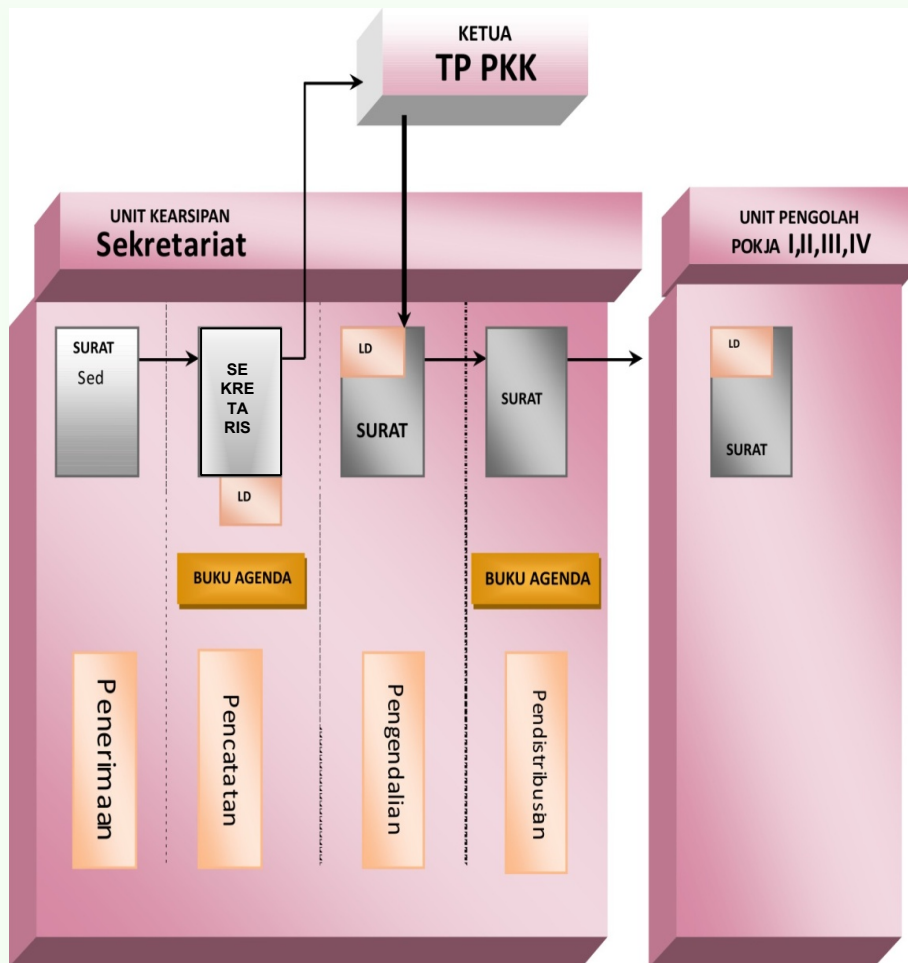 KETUA
TP PKK
UNIT KEARSIPAN
Sekretariat
UNIT PENGOLAH
POKJA I,II,III,IV
SURAT
Sed
SE
KRE
TA
RIS
LD
LD
SURAT
SURAT
LD
SURAT
BUKU AGENDA
BUKU AGENDA
Penerimaan
Pencatatan
Pengendalian
Pendistribusian